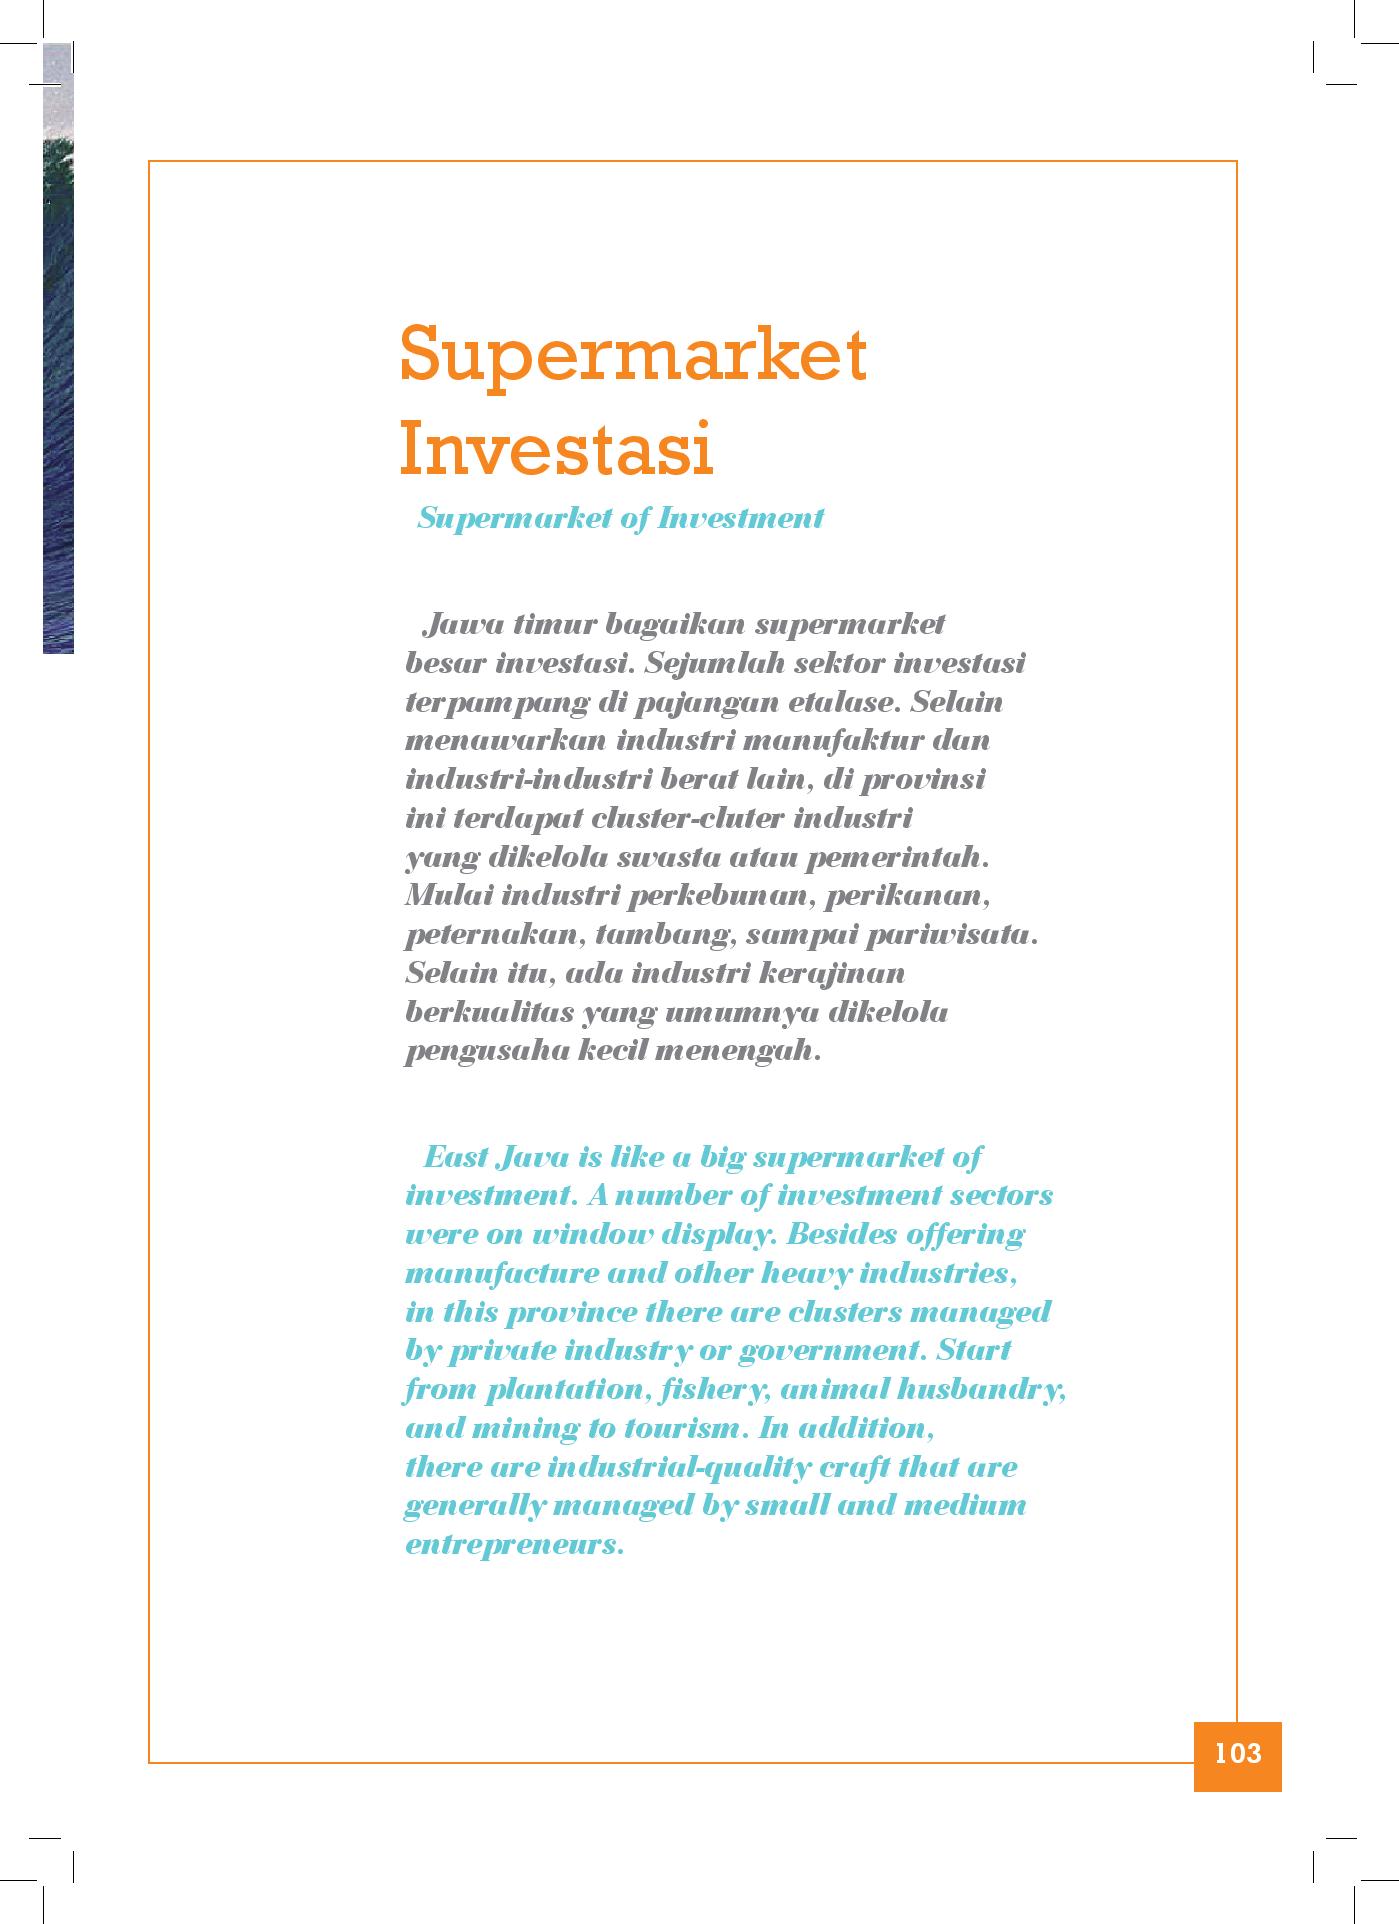 Supermarket
Investasi
Supermarket of Investment
Jawa timur bagaikan supermarket
besar investasi. Sejumlah sektor investasi
terpampang di pajangan etalase. Selain
menawarkan industri manufaktur dan
industri-industri berat lain, di provinsi
ini terdapat cluster-cluter industri
yang dikelola swasta atau pemerintah.
Mulai industri perkebunan, perikanan,
peternakan, tambang, sampai pariwisata.
Selain itu, ada industri kerajinan
berkualitas yang umumnya dikelola
pengusaha kecil menengah.
East Java is like a big supermarket of
investment. A number of investment sectors
were on window display. Besides offering
manufacture and other heavy industries,
in this province there are clusters managed
by private industry or government. Start
from plantation, fishery, animal husbandry,
and mining to tourism. In addition,
there are industrial-quality craft that are
generally managed by small and medium
entrepreneurs.
103